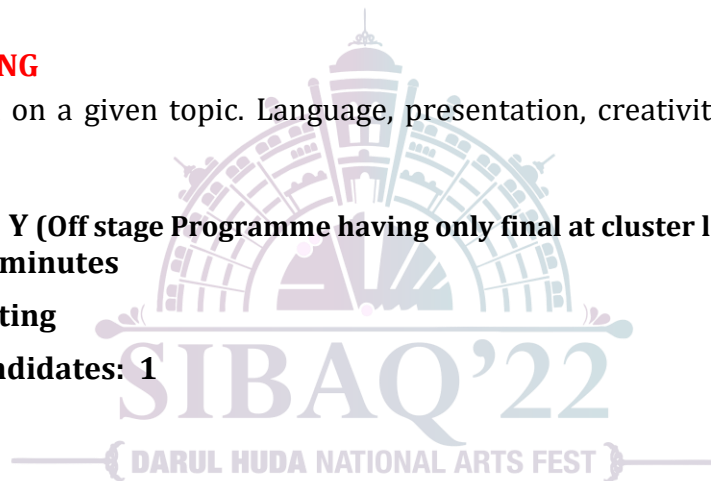 NG
on a given topic. Language, presentation, creativit
Y (Off stage Programme having only final at cluster l
minutes
ting
ndidates: 1
SIBAQ’22
DARUL HUDA NATIONAL ARTS FEST